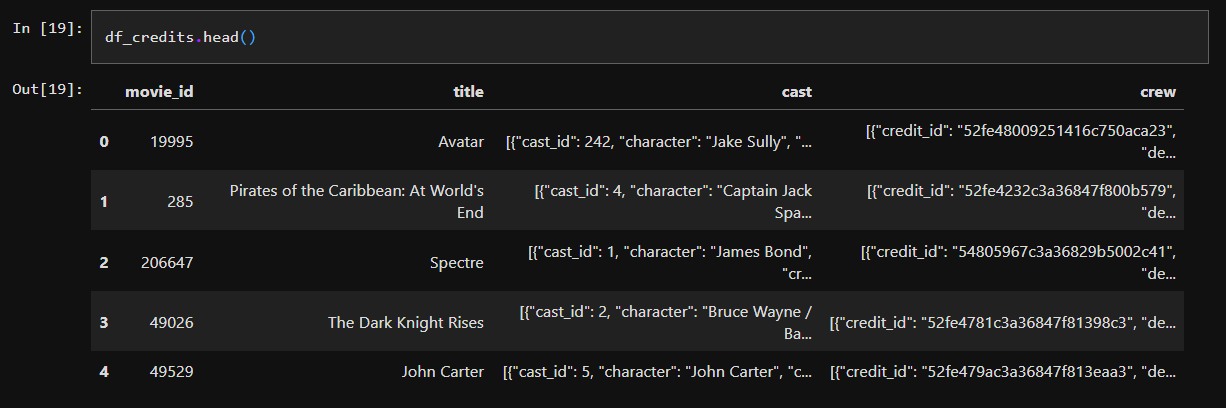 In [19]:
df_credits.head()
Out[19]:
movie_id title cast crew
0 19995 Avatar [{"cast_id": 242, "character": "Jake Sully", "... [{"credit_id": "52fe48009251416c750aca23",
"de...
1 285 Pirates of the Caribbean: At World's
End [{"cast_id": 4, "character": "Captain Jack
Spa... [{"credit_id": "52fe4232c3a36847f800b579",
"de...
2 206647 Spectre [{"cast_id": 1, "character": "James Bond",
"cr... [{"credit_id": "54805967c3a36829b5002c41",
"de...
3 49026 The Dark Knight Rises [{"cast_id": 2, "character": "Bruce Wayne /
Ba... [{"credit_id": "52fe4781c3a36847f81398c3", "de...
4 49529 John Carter [{"cast_id": 5, "character": "John Carter", "c... [{"credit_id": "52fe479ac3a36847f813eaa3", "de...